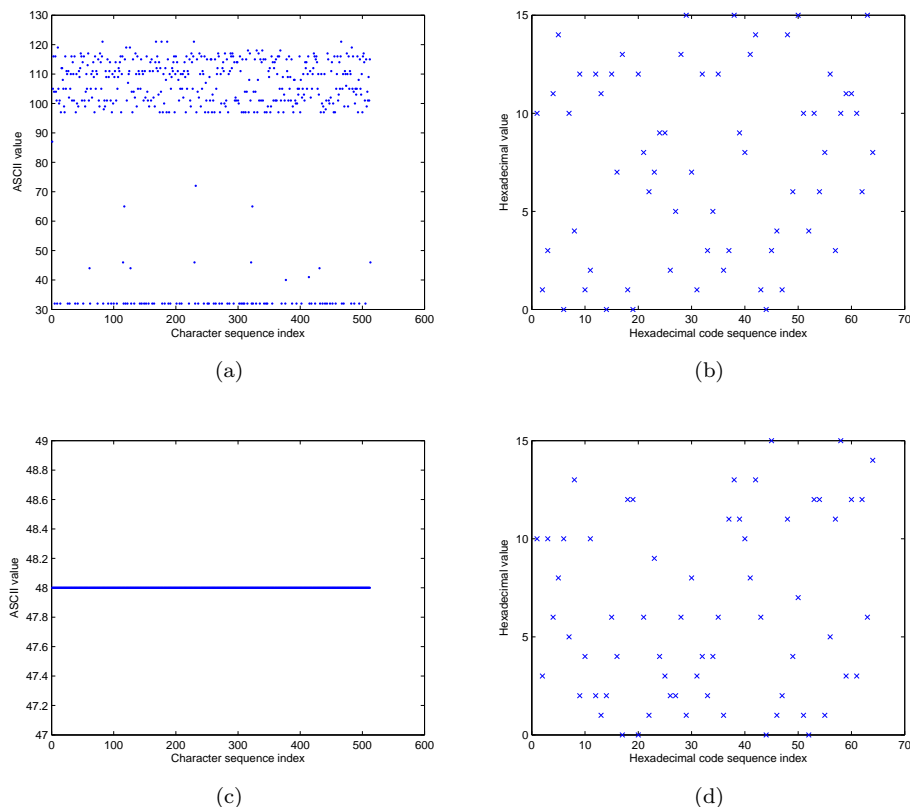 130
120
110
100
90
80
70
60
50
40
30
ASCII value
0 100 200 300 400 500 600
Character sequence index
(a)
15
10
5
0
Hexadecimal value
0 10 20 30 40 50 60 70
Hexadecimal code sequence index
(b)
49
48.8
48.6
48.4
48.2
48
47.8
47.6
47.4
47.2
47
ASCII value
0 100 200 300 400 500 600
Character sequence index
(c)
15
10
5
0
Hexadecimal value
0 10 20 30 40 50 60 70
Hexadecimal code sequence index
(d)